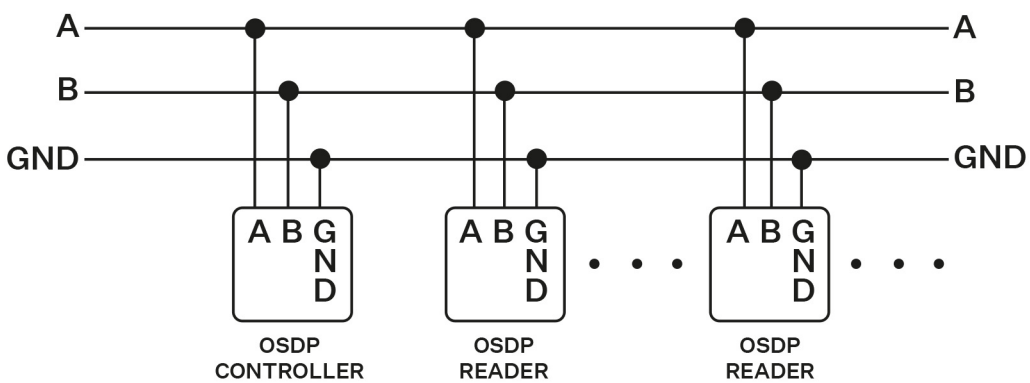 A A
B B
GND GND
A B G
N
D
A B G
N
D
A B G
N
D
OSDP
CONTROLLER
OSDP
READER
OSDP
READER